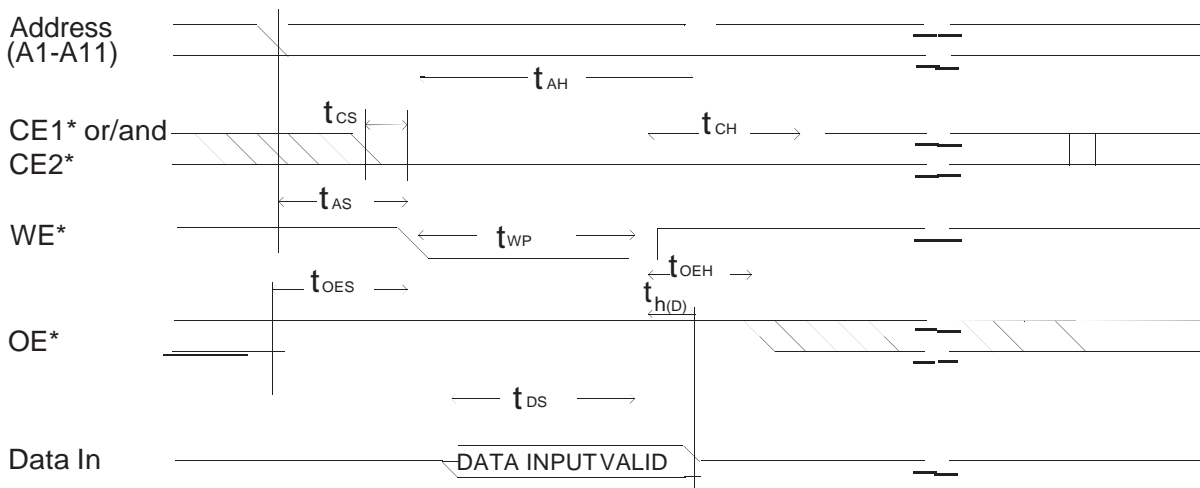 Address
(A1-A11)
tAH
tCS
CE1* or/and
tCH
CE2*
tAS
WE*
tWP
tOEH
tOES
th(D)
OE*
tDS
Data In
DATA INPUT VALID